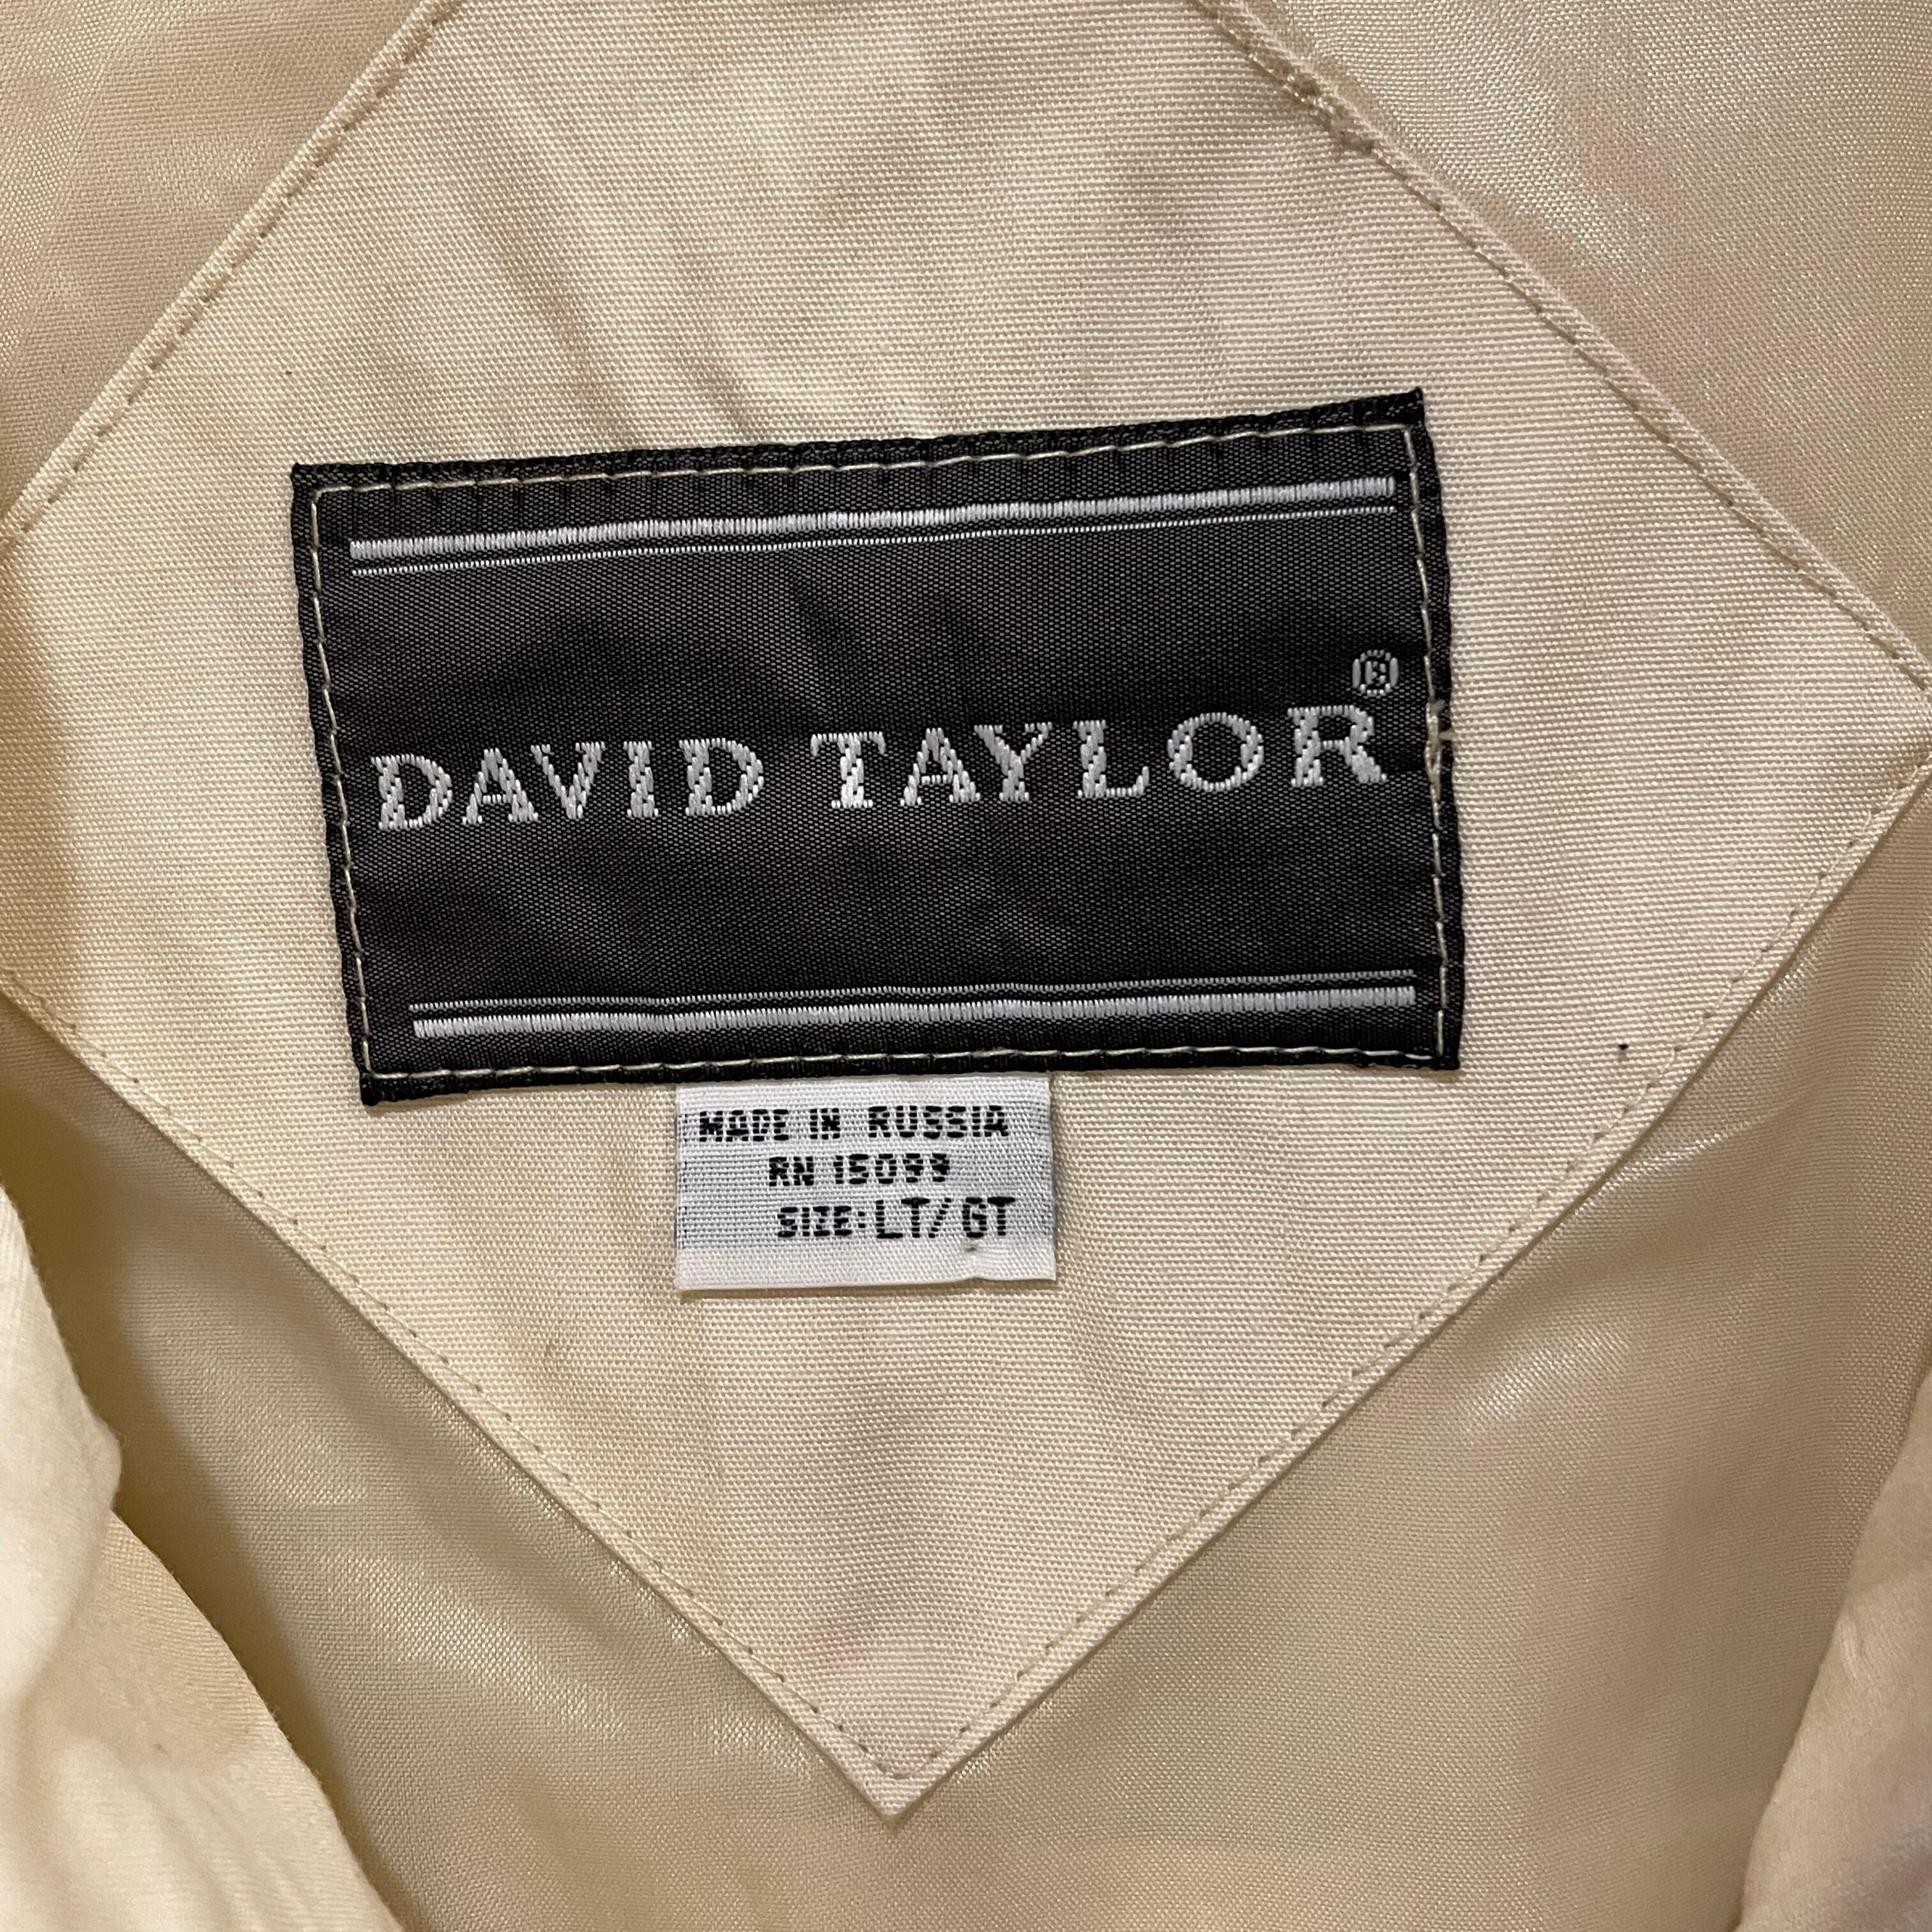 DAVID TAYLOR®
MADE IN RUSSIA
RN 15099
SIZE: LT/GT